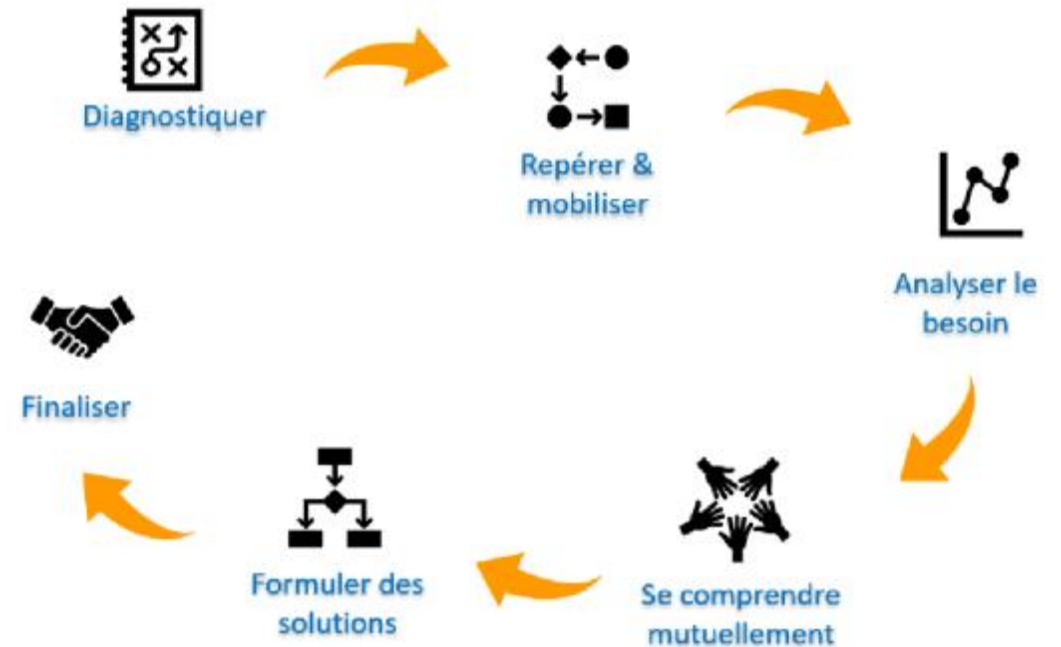 Diagnostiquer
Repérer &
mobiliser
Analyser le
besoin
Se comprendre
mutuellement
Formuler des
solutions
Finaliser